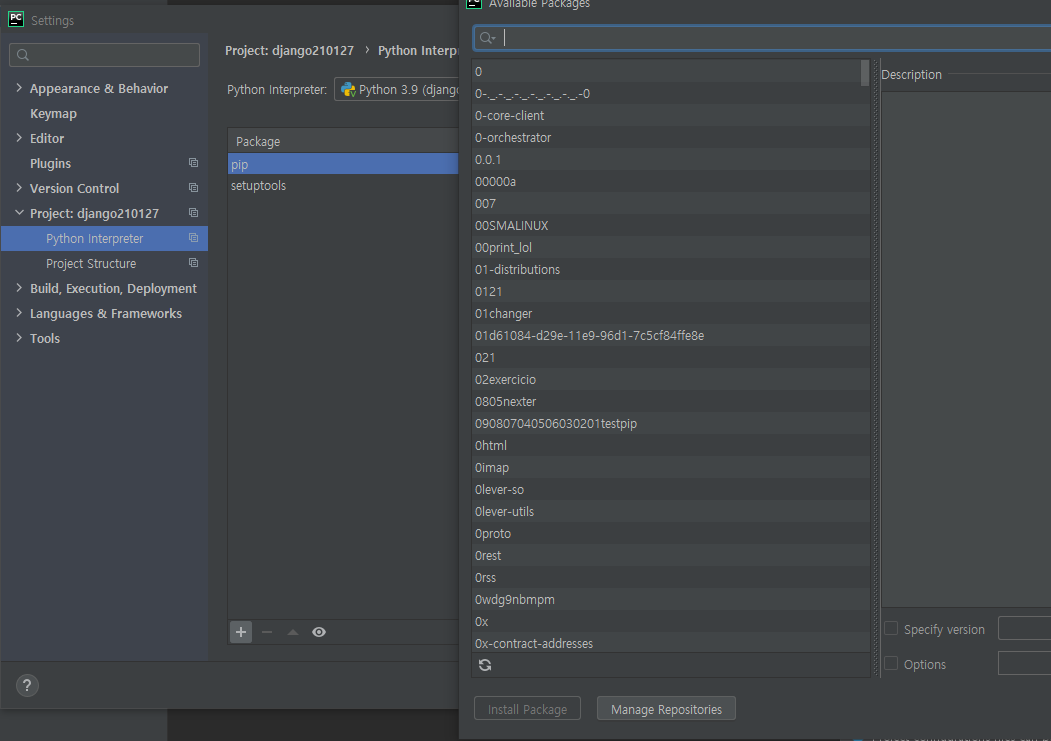 PC
Settings
Appearance & Behavior
Keymap
Editor
Plugins
Version Control
Project: django210127
Python Interpreter
Project Structure
Build, Execution, Deployment
Languages & Frameworks
Tools
?
Project: django210127 › Python Interp
Python Interpreter: Python 3.9 (django
Package
pip
setuptools
Available Packages
0
0-._.-._.-._.-._.-._.-._.-0
0-core-client
0-orchestrator
0.0.1
00000a
007
00SMALINUX
00print_lol
01-distributions
0121
01changer
01d61084-d29e-11e9-96d1-7c5cf84ffe8e
021
02exercicio
0805nexter
090807040506030201testpip
0html
0imap
0lever-so
0lever-utils
0proto
0rest
0rss
0wdg9nbmpm
0x
0x-contract-addresses
Description
Specify version
Options
Install Package
Manage Repositories